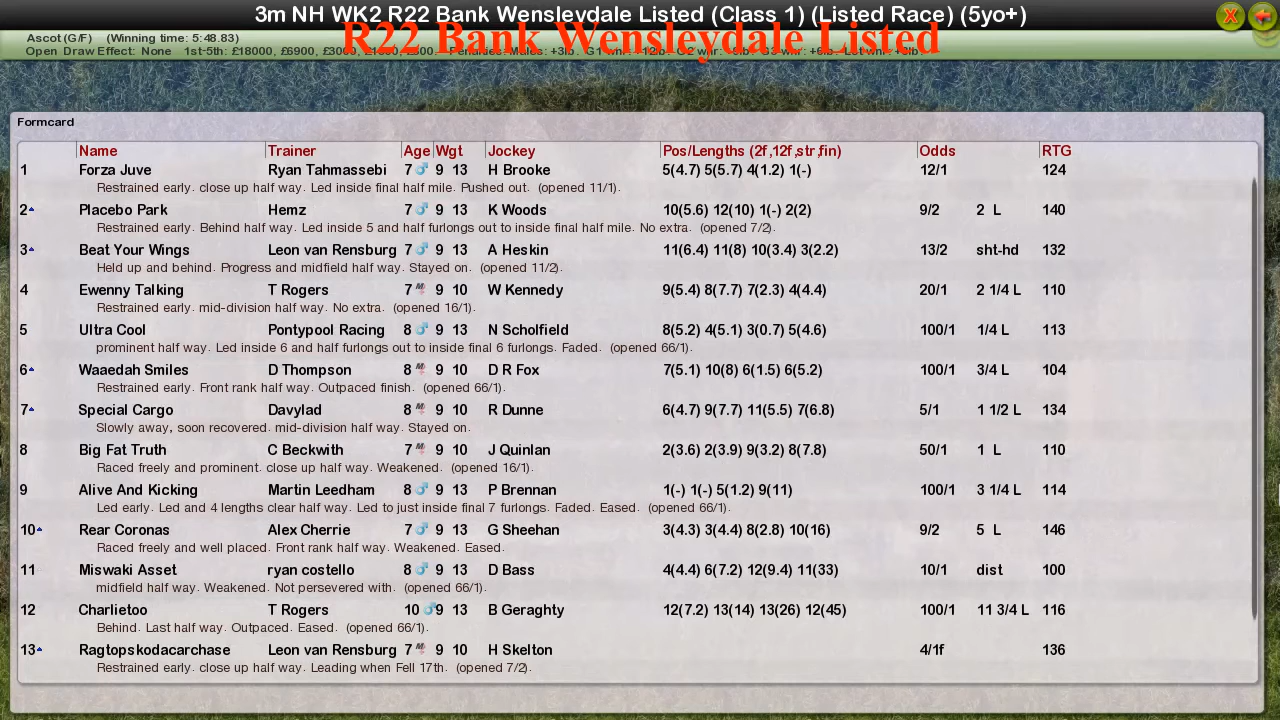 3m NH WK2 R22 Bank Wensleydale Listed (Class 1) (Listed Race) (5yo+)
R22 Bank Wensleydale Listed
Ascot(G/F) (Winning time: 5:48.83)
Open Draw Effect: None 1st-5th: £18000, £6900, Penalties: Males: +3lb.
Formcard
Name Trainer Age Wgt Jockey Pos/Lengths (2f,12f,str,fin) Odds RTG
1 Forza Juve Ryan Tahmassebi 7 9 13 H Brooke 5(4.7) 5(5.7) 4(1.2) 1(-) 12/1 124
Restrained early. close up half way. Led inside final half mile. Pushed out. (opened 11/1).
2 Placebo Park Hemz 7 9 13 K Woods 10(5.6) 12(10) 1(-) 2(2) 9/2 2 L 140
Restrained early. Behind half way. Led inside 5 and half furlongs out to inside final half mile. No extra. (opened 7/2).
3 Beat Your Wings Leon van Rensburg 7 9 13 A Heskin 11(6.4) 11(8) 10(3.4) 3(2.2) 13/2 sht-hd 132
Held up and behind. Progress and midfield half way. Stayed on. (opened 11/2).
4 Ewenny Talking T Rogers 7 9 10 W Kennedy 9(5.4) 8(7.7) 7(2.3) 4(4.4) 20/1 2 1/4 L 110
Restrained early. mid-division half way. No extra. (opened 16/1).
5 Ultra Cool Pontypool Racing 8 9 13 N Scholfield 8(5.2) 4(5.1) 3(0.7) 5(4.6) 100/1 1/4 L 113
prominent half way. Led inside 6 and half furlongs out to inside final 6 furlongs. Faded. (opened 66/1).
6 Waaedah Smiles D Thompson 8 9 10 D R Fox 7(5.1) 10(8) 6(1.5) 6(5.2) 100/1 3/4 L 104
Restrained early. Front rank half way. Outpaced finish. (opened 66/1).
7 Special Cargo Davylad 8 9 10 R Dunne 6(4.7) 9(7.7) 11(5.5) 7(6.8) 5/1 1 1/2 L 134
Slowly away, soon recovered. mid-division half way. Stayed on.
8 Big Fat Truth C Beckwith 7 9 10 J Quinlan 2(3.6) 2(3.9) 9(3.2) 8(7.8) 50/1 1 L 110
Raced freely and prominent. close up half way. Weakened. (opened 16/1).
9 Alive And Kicking Martin Leedham 8 9 13 P Brennan 1(-) 1(-) 5(1.2) 9(11) 100/1 3 1/4 L 114
Led early. Led and 4 lengths clear half way. Led to just inside final 7 furlongs. Faded. Eased. (opened 66/1).
10 Rear Coronas Alex Cherrie 7 9 13 G Sheehan 3(4.3) 3(4.4) 8(2.8) 10(16) 9/2 5 L 146
Raced freely and well placed. Front rank half way. Weakened. Eased.
11 Miswaki Asset ryan costello 8 9 13 D Bass 4(4.4) 6(7.2) 12(9.4) 11(33) 10/1 dist 100
midfield half way. Weakened. Not persevered with. (opened 66/1).
12 Charlietoo T Rogers 10 9 13 B Geraghty 12(7.2) 13(14) 13(26) 12(45) 100/1 11 3/4 L 116
Behind. Last half way. Outpaced. Eased. (opened 66/1).
13 Ragtopskodacarchase Leon van Rensburg 7 9 10 H Skelton 4/1f 136
Restrained early. close up half way. Leading when Fell 17th. (opened 7/2).